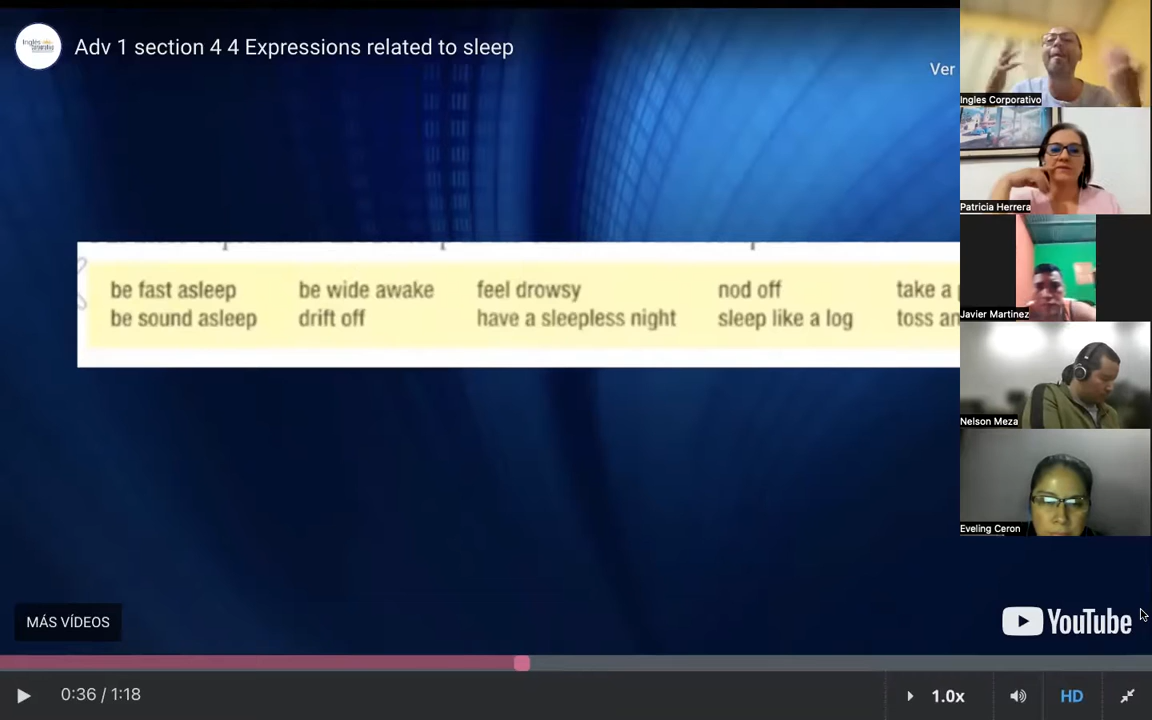 Adv 1 section 4 4 Expressions related to sleep
Ver
Ingles Corporativo
Patricia Herrera
be fast asleep be wide awake feel drowsy nod off take a
be sound asleep drift off have a sleepless night sleep like a log toss
Javier Martinez
Nelson Meza
Eveling Ceron
MÁS VÍDEOS
YouTube
0:36 / 1:18
1.0x
HD